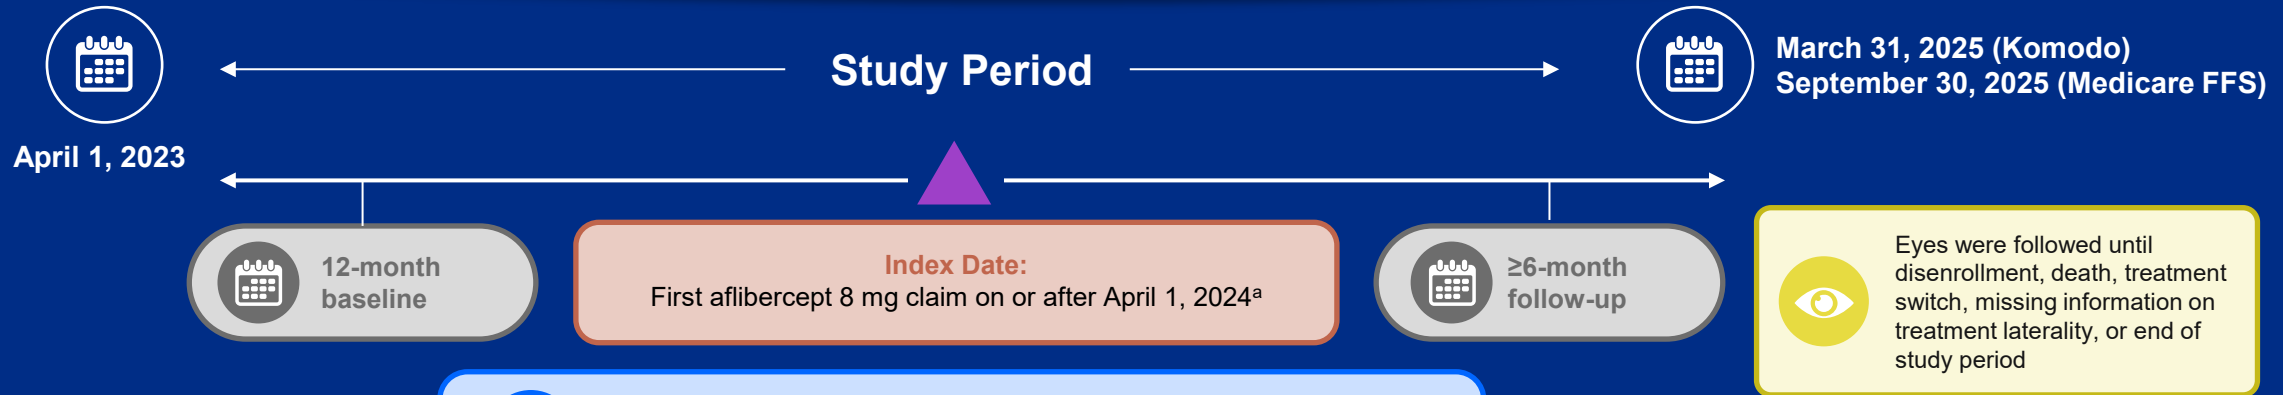 Study Period
March 31, 2025 (Komodo)
September 30, 2025 (Medicare FFS)
April 1, 2023
12-month
baseline
Index Date:
First aflibercept 8 mg claim on or after April 1, 2024ᵃ
≥6-month
follow-up
Eyes were followed until
disenrollment, death, treatment
switch, missing information on
treatment laterality, or end of
study period